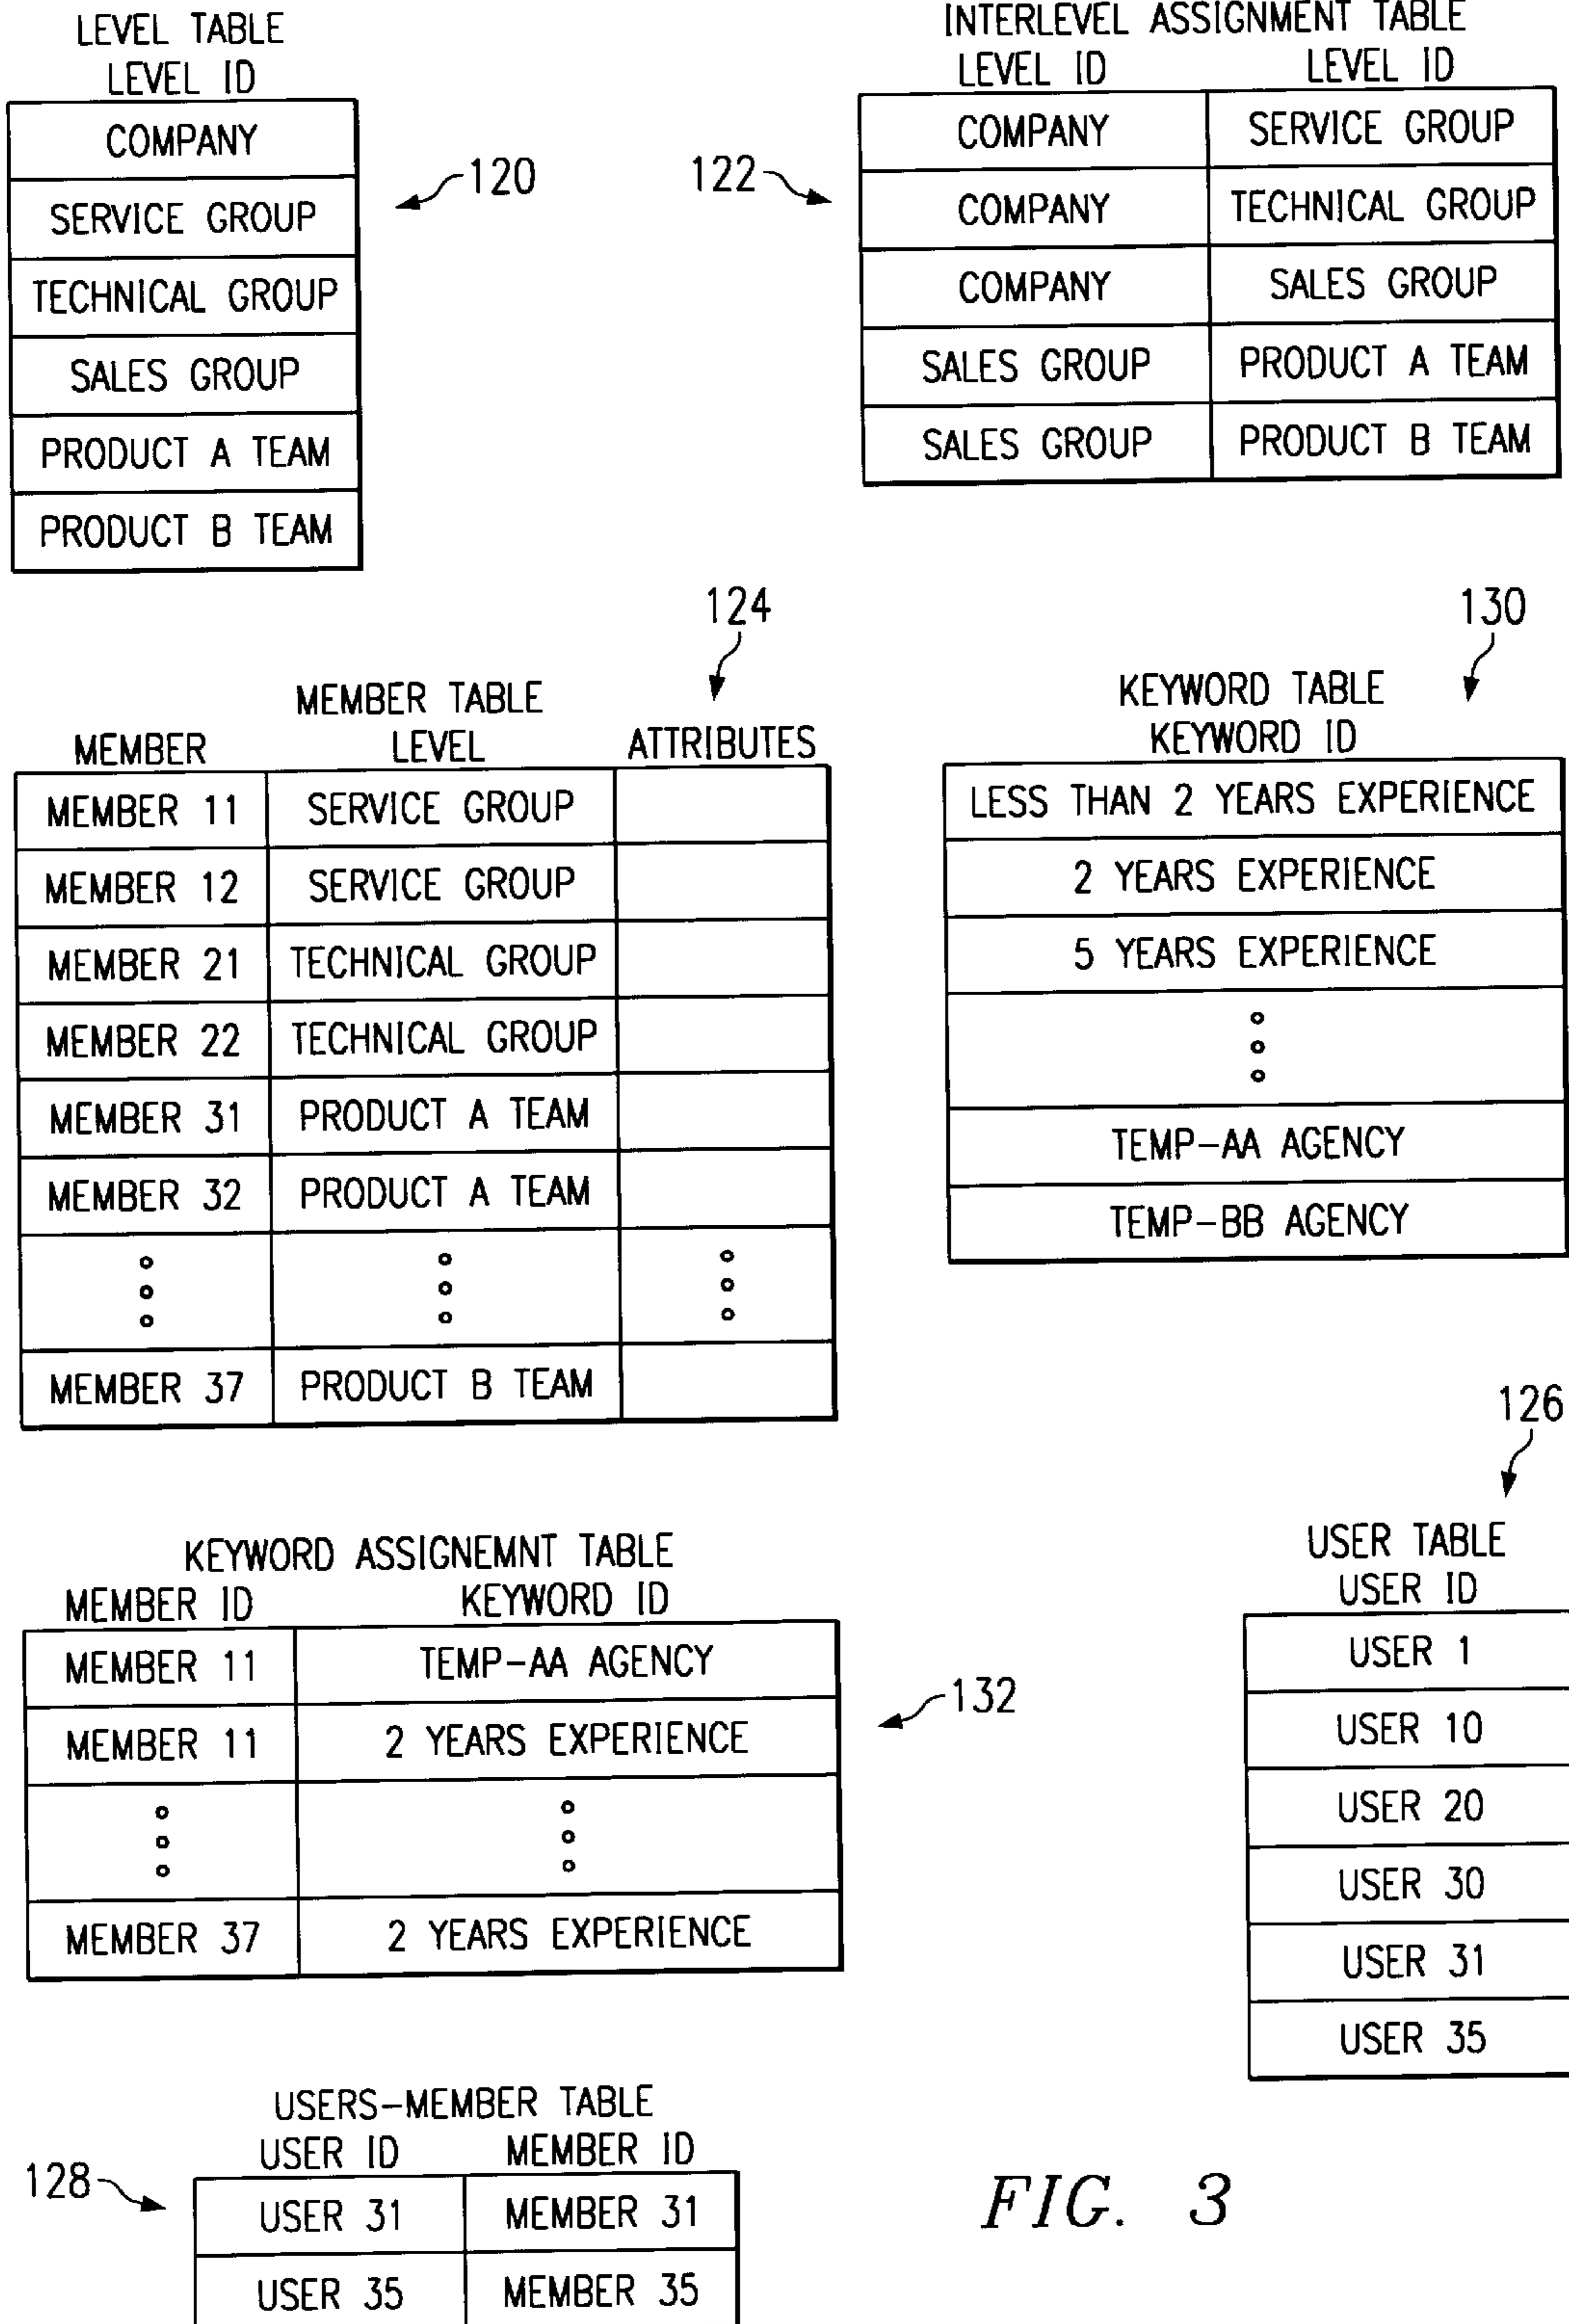 LEVEL TABLE
LEVEL ID
COMPANY
SERVICE GROUP
TECHNICAL GROUP
SALES GROUP
PRODUCT A TEAM
PRODUCT B TEAM
120
INTERLEVEL ASSIGNMENT TABLE
LEVEL ID LEVEL ID
COMPANY SERVICE GROUP
COMPANY TECHNICAL GROUP
COMPANY SALES GROUP
SALES GROUP PRODUCT A TEAM
SALES GROUP PRODUCT B TEAM
122
124
MEMBER TABLE
MEMBER LEVEL ATTRIBUTES
MEMBER 11 SERVICE GROUP
MEMBER 12 SERVICE GROUP
MEMBER 21 TECHNICAL GROUP
MEMBER 22 TECHNICAL GROUP
MEMBER 31 PRODUCT A TEAM
MEMBER 32 PRODUCT A TEAM
MEMBER 37 PRODUCT B TEAM
130
KEYWORD TABLE
KEYWORD ID
LESS THAN 2 YEARS EXPERIENCE
2 YEARS EXPERIENCE
5 YEARS EXPERIENCE
TEMP-AA AGENCY
TEMP-BB AGENCY
KEYWORD ASSIGNEMNT TABLE
MEMBER ID KEYWORD ID
MEMBER 11 TEMP-AA AGENCY
MEMBER 11 2 YEARS EXPERIENCE
MEMBER 37 2 YEARS EXPERIENCE
132
126
USER TABLE
USER ID
USER 1
USER 10
USER 20
USER 30
USER 31
USER 35
USERS-MEMBER TABLE
USER ID MEMBER ID
USER 31 MEMBER 31
USER 35 MEMBER 35
128
FIG. 3